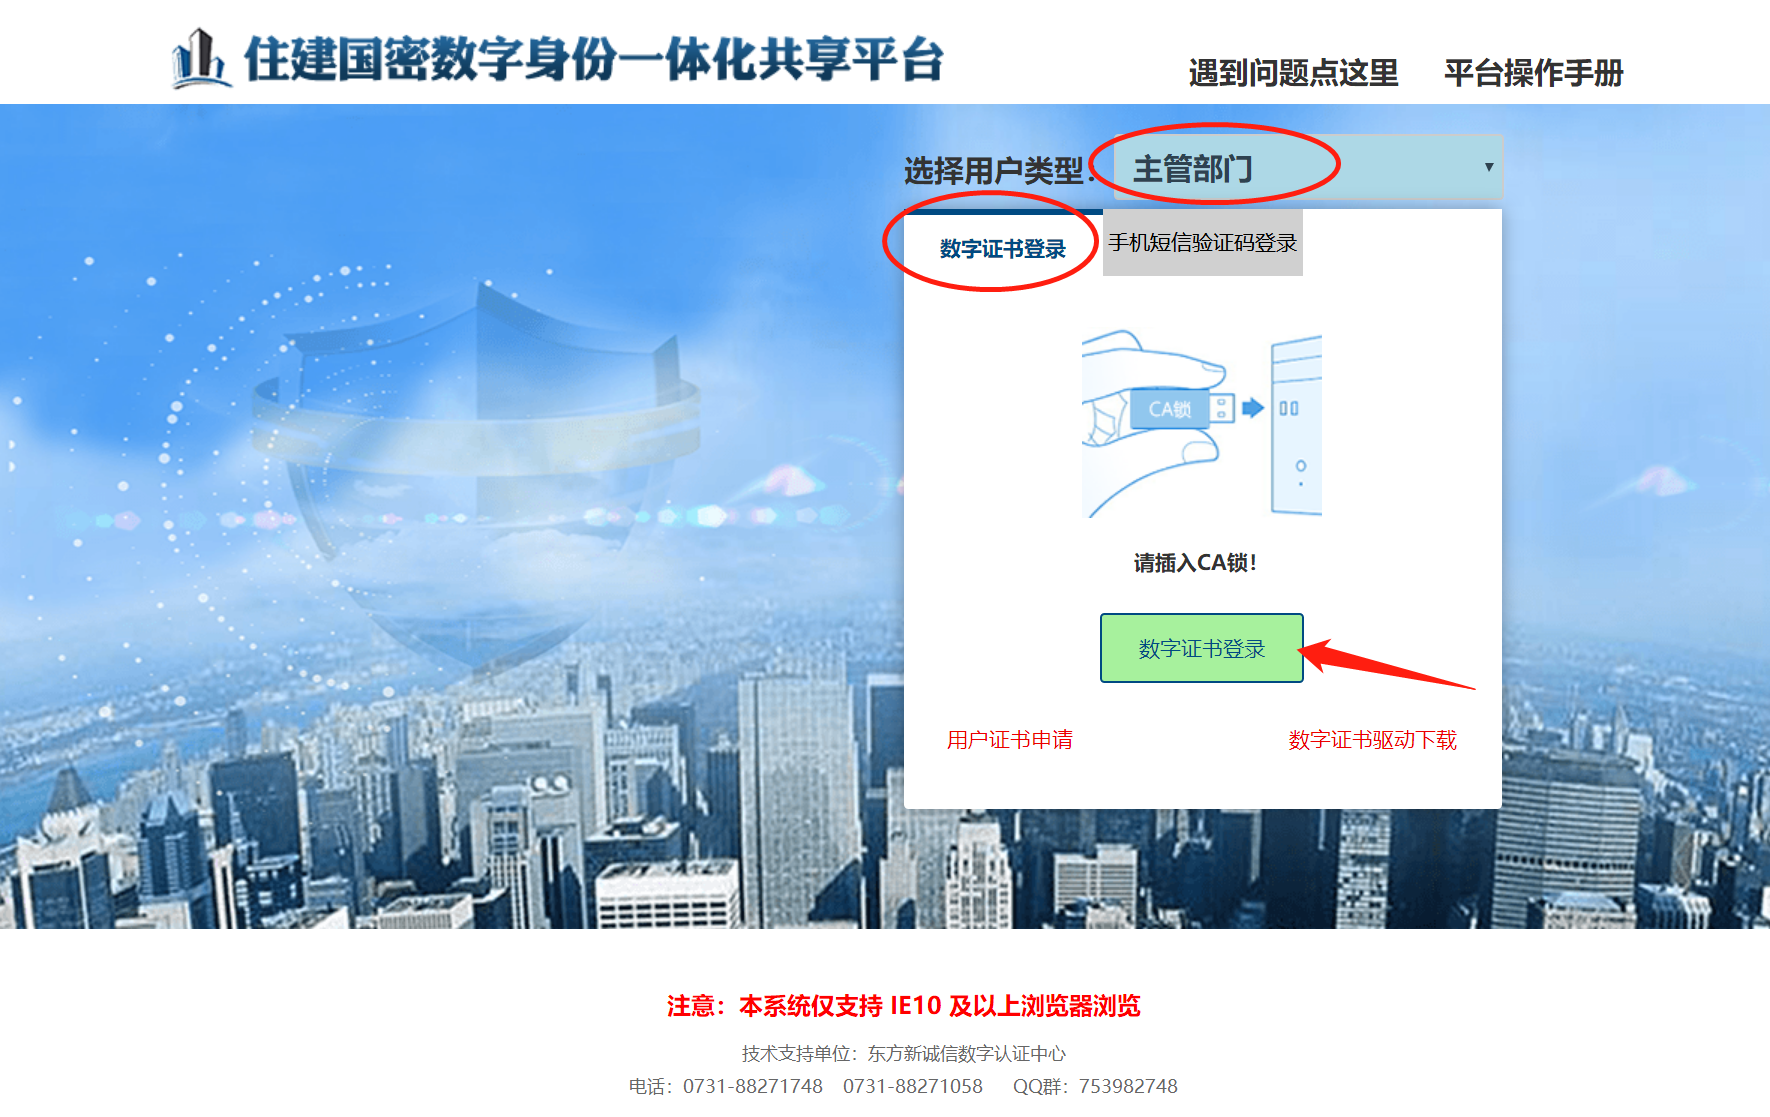 住建国密数字身份一体化共享平台
遇到问题点这里 平台操作手册
选择用户类型： 主管部门
数字证书登录 手机短信验证码登录
CA锁
请插入CA锁！
数字证书登录
用户证书申请 数字证书驱动下载
注意：本系统仅支持 IE10 及以上浏览器浏览
技术支持单位：东方新诚信数字认证中心
电话：0731-88271748 0731-88271058 QQ群：753982748